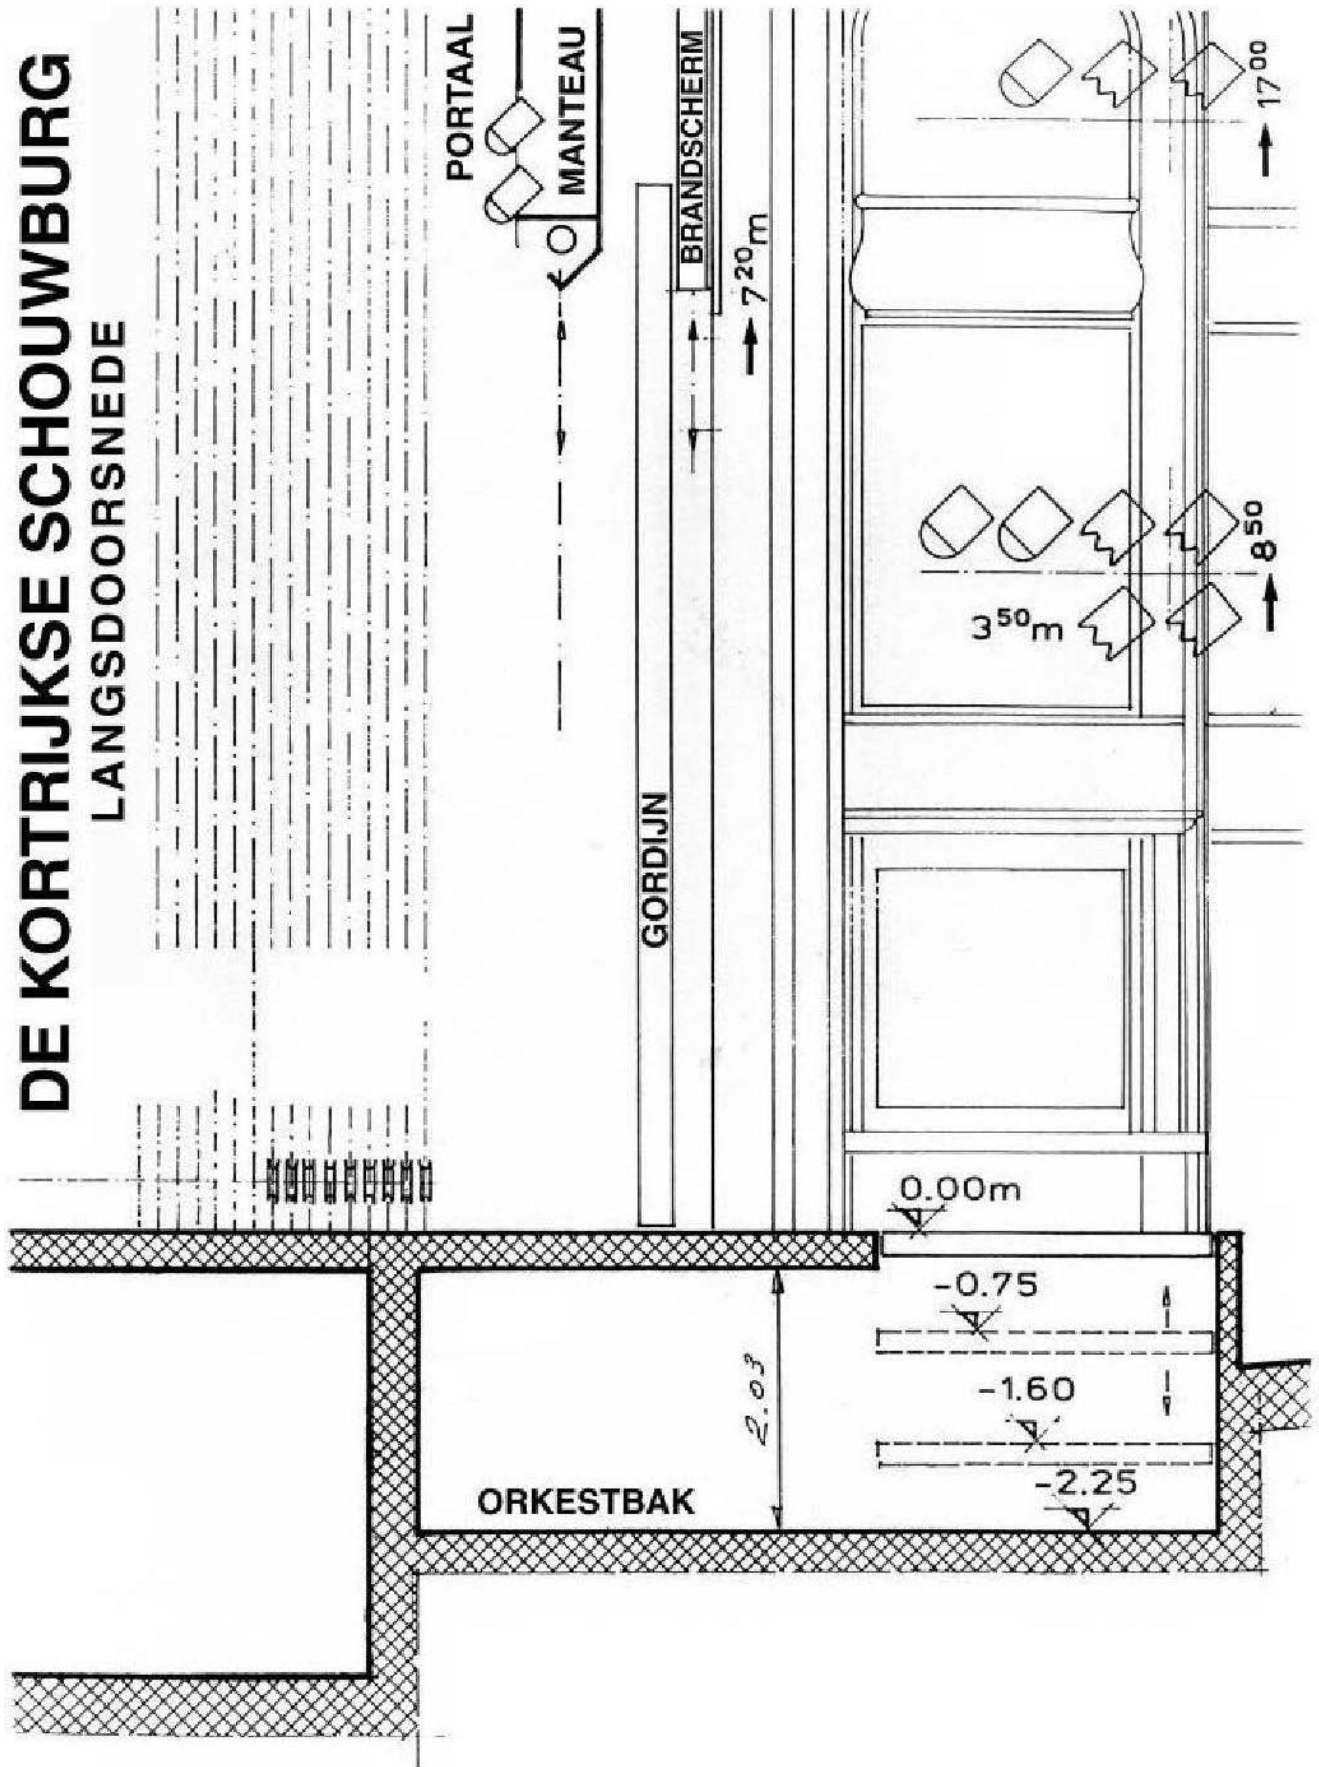 DE KORTRIJKSE SCHOUWBURG
LANGSDOORSNEDE
PORTAAL
MANTEAU
BRANDSCHERM
7²⁰m
17⁰⁰
8⁵⁰
3⁵⁰m
GORDIJN
0.00m
-0.75
-1.60
-2.25
2.03
ORKESTBAK